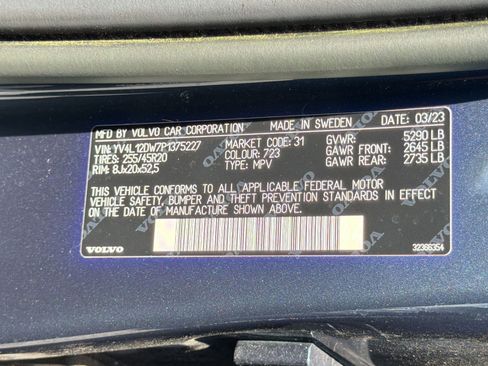 MFD. BY VOLVO CAR CORPORATION MADE IN SWEDEN DATE: 03/23
VIN: YV4L12DW7P1375227 MARKET CODE: 31 GVWR: 5290 LB
TIRES: 255/45R20 COLOUR: 723 GAWR FRONT: 2645 LB
RIM: 8Jx20x52,5 TYPE: MPV GAWR REAR: 2735 LB
THIS VEHICLE CONFORMS TO ALL APPLICABLE FEDERAL MOTOR
VEHICLE SAFETY, BUMPER AND THEFT PREVENTION STANDARDS IN EFFECT
ON THE DATE OF MANUFACTURE SHOWN ABOVE.
VOLVO 32366354